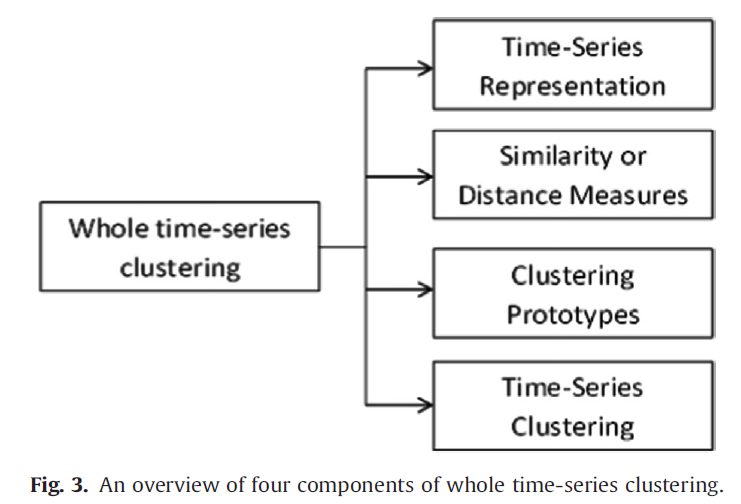 Time-Series
Representation
Similarity or
Distance Measures
Whole time-series
clustering
Clustering
Prototypes
Time-Series
Clustering
Fig. 3. An overview of four components of whole time-series clustering.